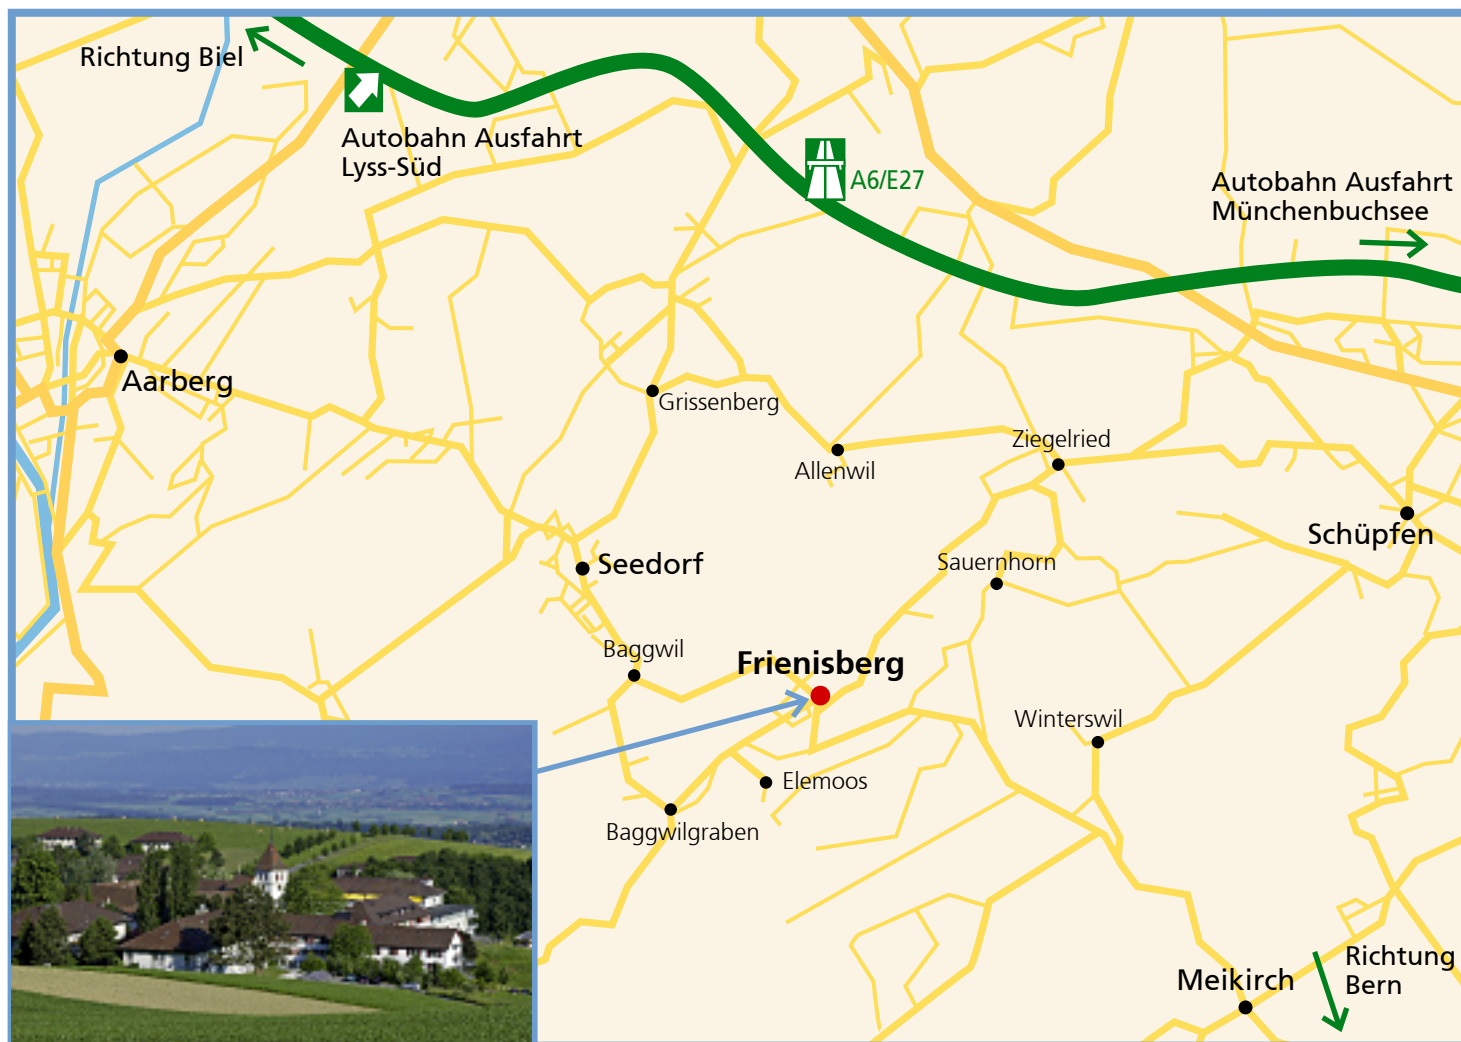 Richtung Biel
Autobahn Ausfahrt
Lyss-Süd
A6/E27
Autobahn Ausfahrt
Münchenbuchsee
Aarberg
Grissenberg
Allenwil
Ziegelried
Schüpfen
Seedorf
Sauernhorn
Baggwil
Frienisberg
Winterswil
Elemoos
Baggwilgraben
Richtung
Bern
Meikirch